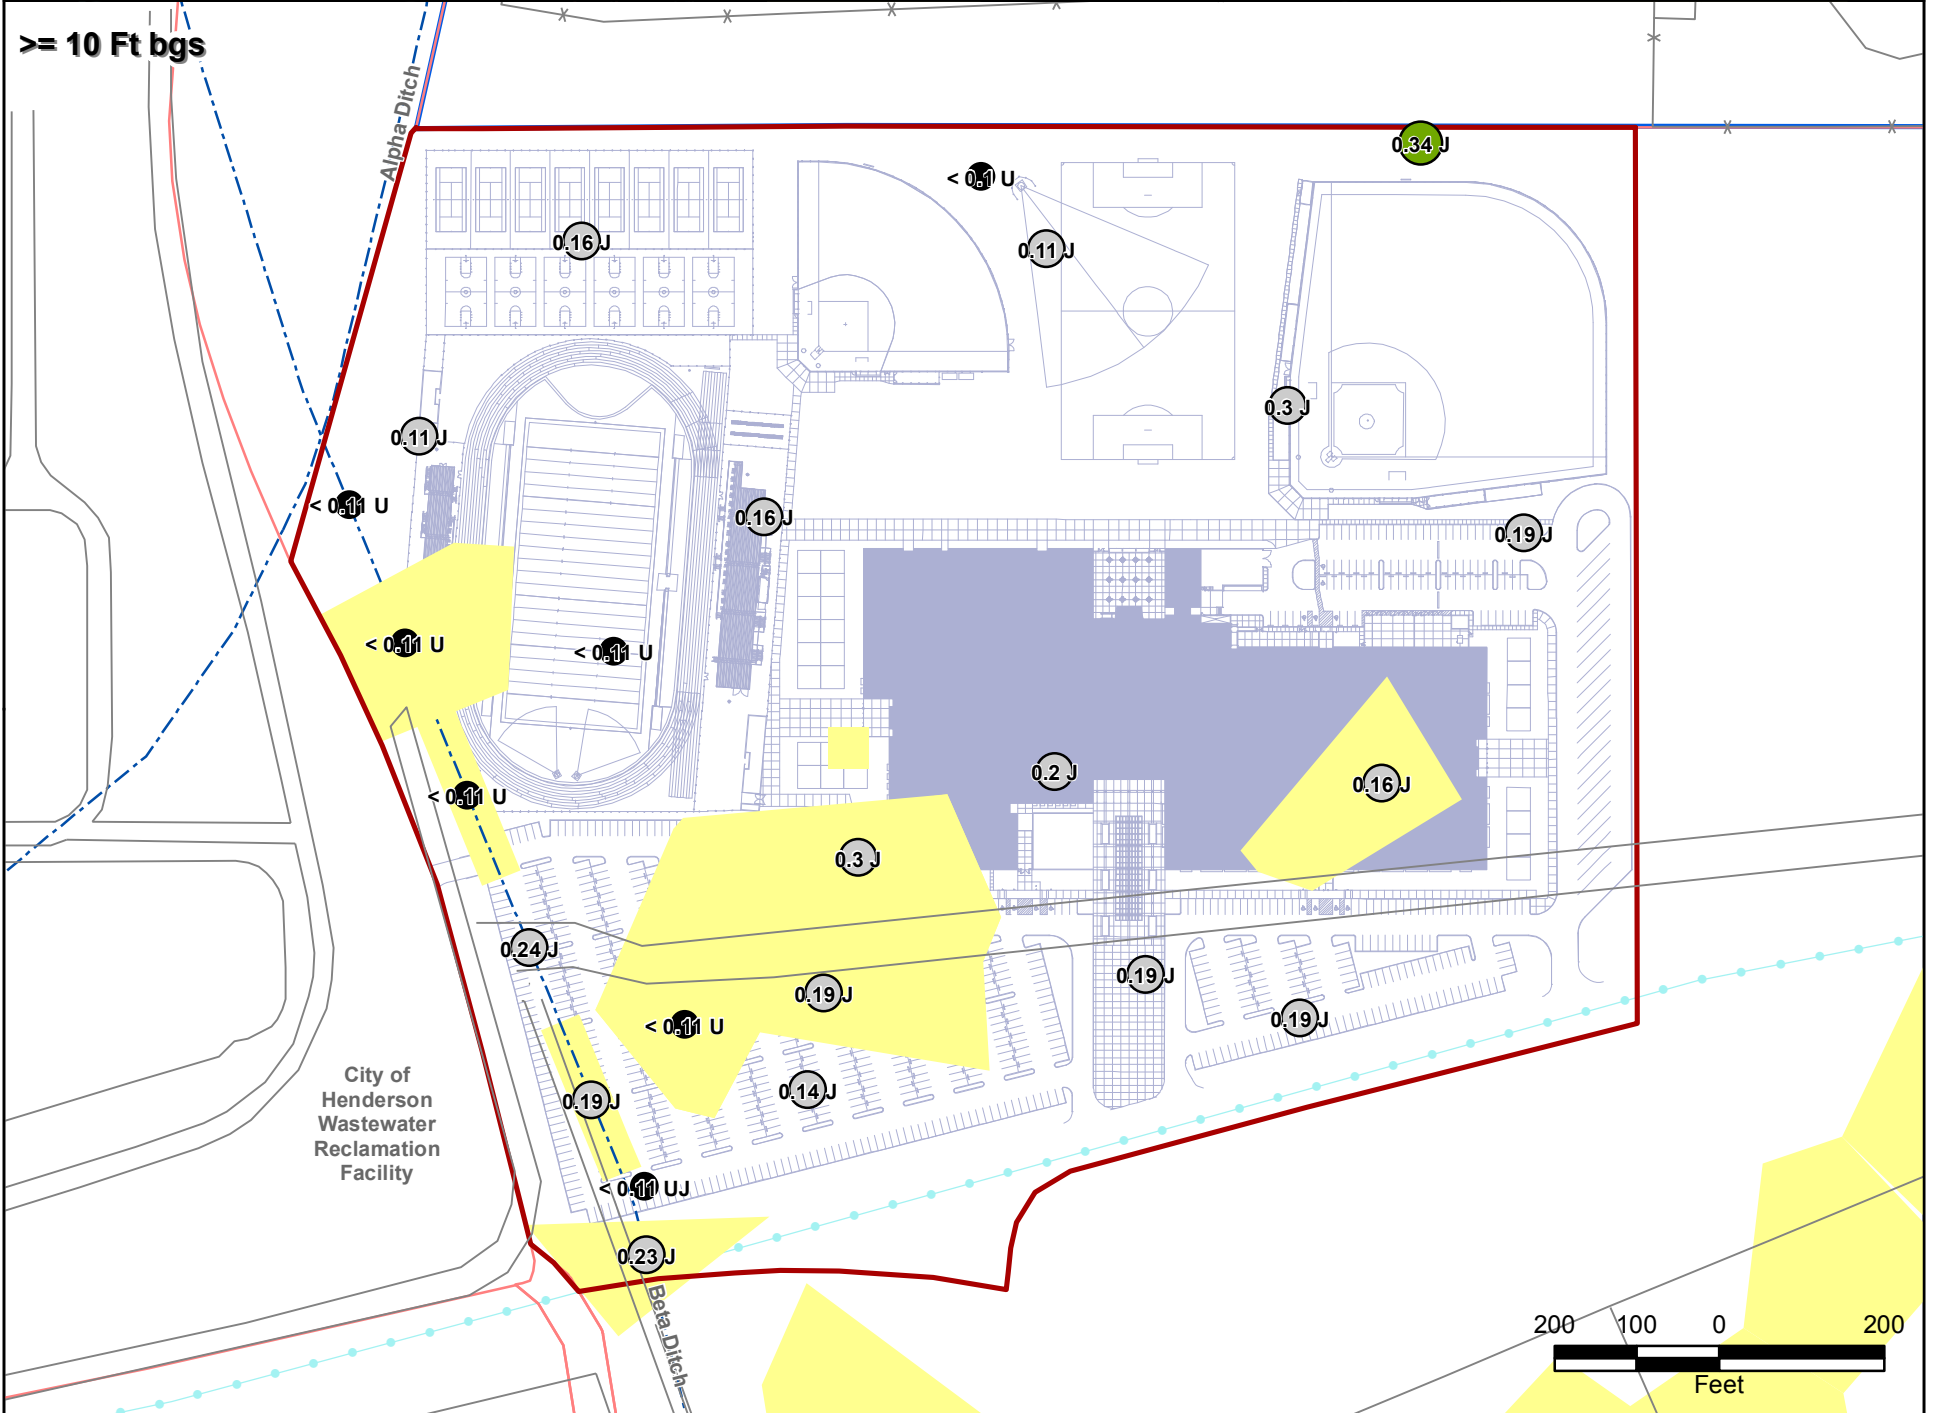 >= 10 Ft bgs
Alpha Ditch
0.34 J
< 0.1 U
0.16 J
0.11 J
0.3 J
0.11 J
< 0.11 U
0.16 J
0.19 J
< 0.11 U
< 0.11 U
0.2 J
0.16 J
< 0.11 U
0.3 J
0.24 J
0.19 J
0.19 J
< 0.11 U
0.19 J
0.14 J
0.19 J
City of
Henderson
Wastewater
Reclamation
Facility
< 0.11 UJ
0.23 J
Beta Ditch
200 100 0 200
Feet